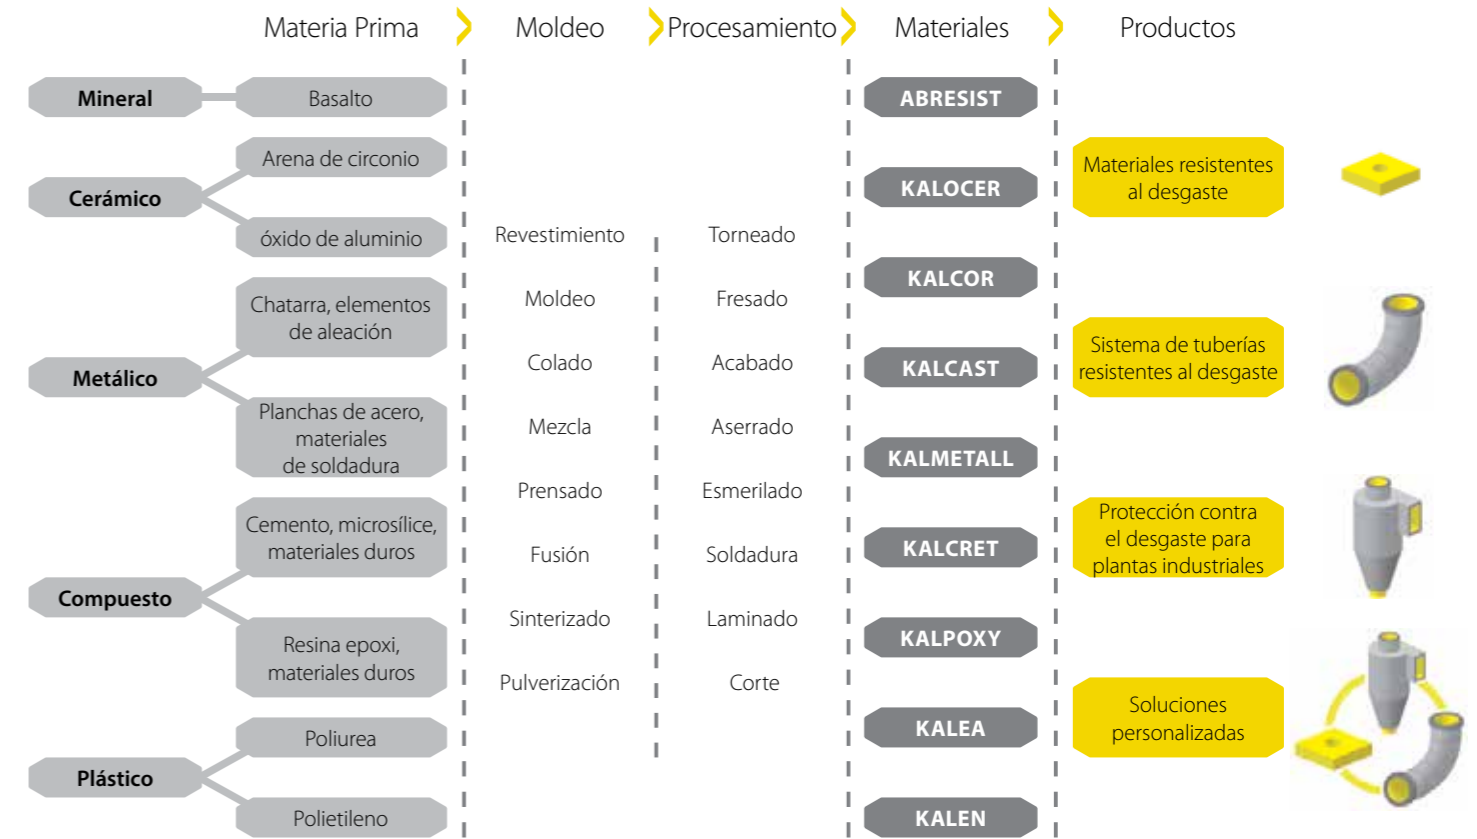 Materia Prima
Moldeo
Procesamiento
Materiales
Productos
Mineral
Basalto
Cerámico
Arena de circonio
óxido de aluminio
Metálico
Chatarra, elementos
de aleación
Planchas de acero,
materiales
de soldadura
Compuesto
Cemento, microsílice,
materiales duros
Resina epoxi,
materiales duros
Plástico
Poliurea
Polietileno
Revestimiento
Moldeo
Colado
Mezcla
Prensado
Fusión
Sinterizado
Pulverización
Torneado
Fresado
Acabado
Aserrado
Esmerilado
Soldadura
Laminado
Corte
ABRESIST
KALOCER
KALCOR
KALCAST
KALMETALL
KALCRET
KALPOXY
KALEA
KALEN
Materiales resistentes
al desgaste
Sistema de tuberías
resistentes al desgaste
Protección contra
el desgaste para
plantas industriales
Soluciones
personalizadas